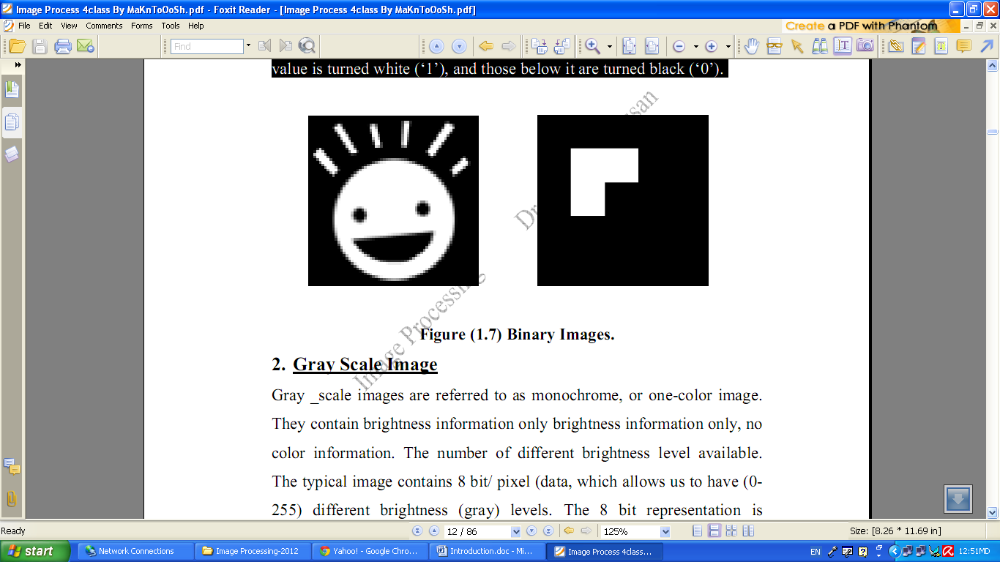 Image Process 4class By MaKnToOoSh.pdf - Foxit Reader - [Image Process 4class By MaKnToOoSh.pdf]
File Edit View Comments Forms Tools Help
Create a PDF with Phantom
Find
value is turned white (‘1’), and those below it are turned black (‘0’).
Image Processing
Figure (1.7) Binary Images.
2. Gray Scale Image
Gray _scale images are referred to as monochrome, or one-color image.
They contain brightness information only brightness information only, no
color information. The number of different brightness level available.
The typical image contains 8 bit/ pixel (data, which allows us to have (0-
255) different brightness (gray) levels. The 8 bit representation is
Ready
12 / 86
125%
Size: [8.26 * 11.69 in]
start
Network Connections
Image Processing-2012
Yahoo! - Google Chro...
Introduction.doc - Mi...
Image Process 4class...
EN
12:51MD